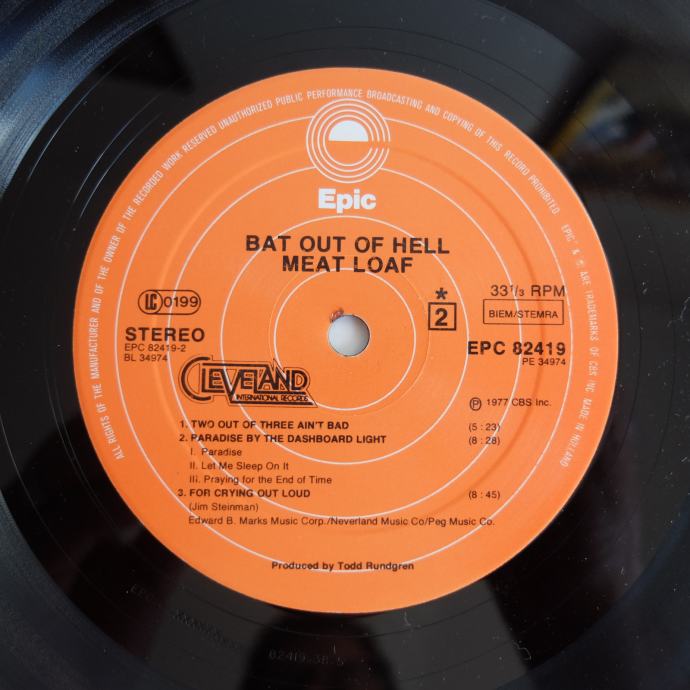 ALL RIGHTS OF THE MANUFACTURER AND OF THE OWNER OF THE RECORDED WORK RESERVED UNAUTHORIZED PUBLIC PERFORMANCE BROADCASTING AND COPYING OF THIS RECORD PROHIBITED EPIC & ARE TRADEMARKS OF CBS INC. MADE IN HOLLAND
Epic
BAT OUT OF HELL
MEAT LOAF
LC 0199
* 2
33 1/3 RPM
BIEM/STEMRA
STEREO
EPC 82419-2
BL 34974
EPC 82419
PE 34974
CLEVELAND
INTERNATIONAL RECORDS
℗ 1977 CBS Inc.
1. TWO OUT OF THREE AIN'T BAD (5:23)
2. PARADISE BY THE DASHBOARD LIGHT (8:28)
I. Paradise
II. Let Me Sleep On It
III. Praying for the End of Time
3. FOR CRYING OUT LOUD (8:45)
(Jim Steinman)
Edward B. Marks Music Corp./Neverland Music Co/Peg Music Co.
Produced by Todd Rundgren